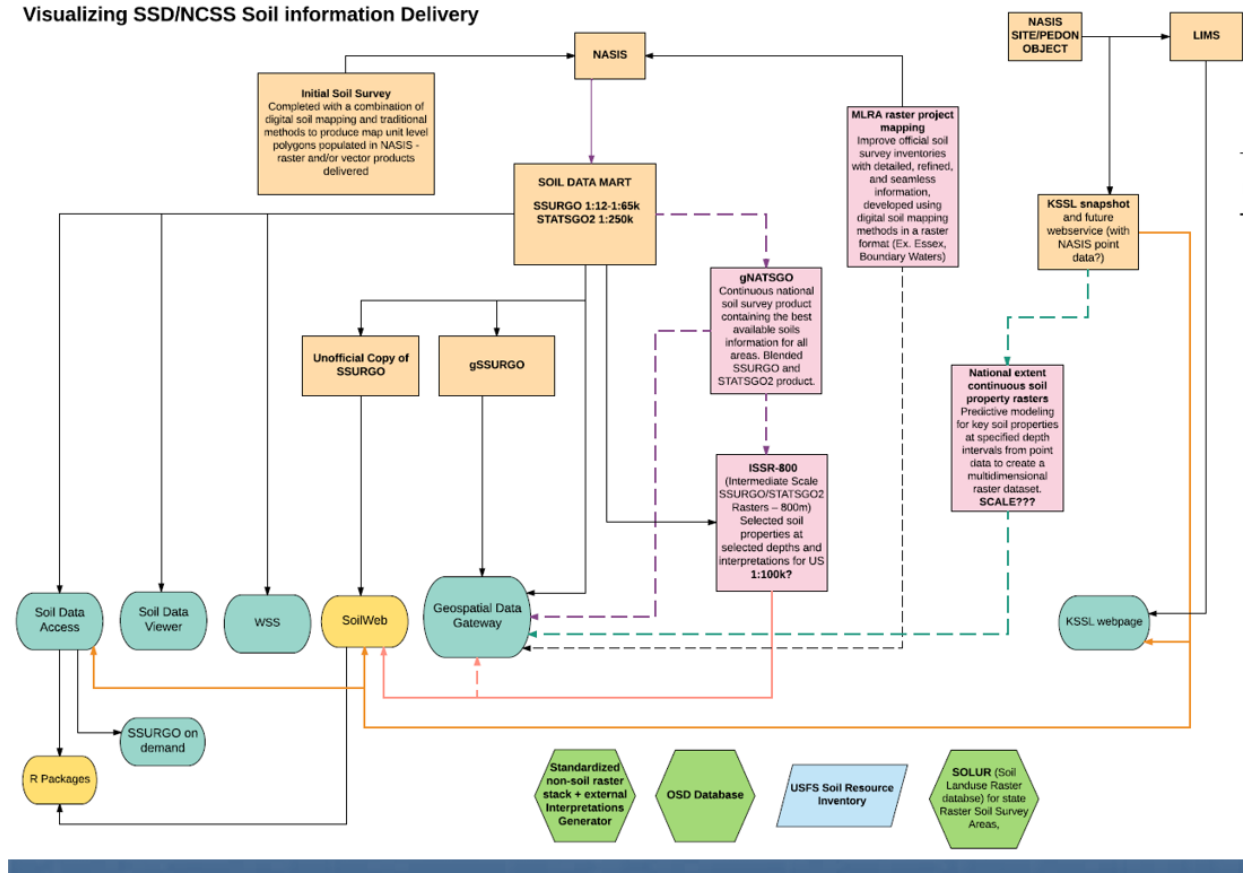 Visualizing SSD/NCSS Soil information Delivery
NASIS
NASIS
SITE/PEDON
OBJECT
LIMS
Initial Soil Survey
Completed with a combination of
digital soil mapping and traditional
methods to produce map unit level
polygons populated in NASIS -
raster and/or vector products
delivered
MLRA raster project
mapping
Improve official soil
survey inventories
with detailed, refined,
and seamless
information,
developed using
digital soil mapping
methods in a raster
format (Ex. Essex,
Boundary Waters)
SOIL DATA MART
SSURGO 1:12-1:65k
STATSGO2 1:250k
KSSL snapshot
and future
webservice (with
NASIS point
data?)
gNATSGO
Continuous national
soil survey product
containing the best
available soils
information for all
areas. Blended
SSURGO and
STATSGO2 product.
Unofficial Copy of
SSURGO
gSSURGO
National extent
continuous soil
property rasters
Predictive modeling
for key soil properties
at specified depth
intervals from point
data to create a
multidimensional
raster dataset.
SCALE???
ISSR-800
(Intermediate Scale
SSURGO/STATSGO2
Rasters – 800m)
Selected soil
properties at
selected depths and
interpretations for US
1:100k?
Soil Data
Access
Soil Data
Viewer
WSS
SoilWeb
Geospatial Data
Gateway
KSSL webpage
SSURGO on
demand
R Packages
Standardized
non-soil raster
stack + external
Interpretations
Generator
OSD Database
USFS Soil Resource
Inventory
SOLUR (Soil
Landuse Raster
databse) for state
Raster Soil Survey
Areas,